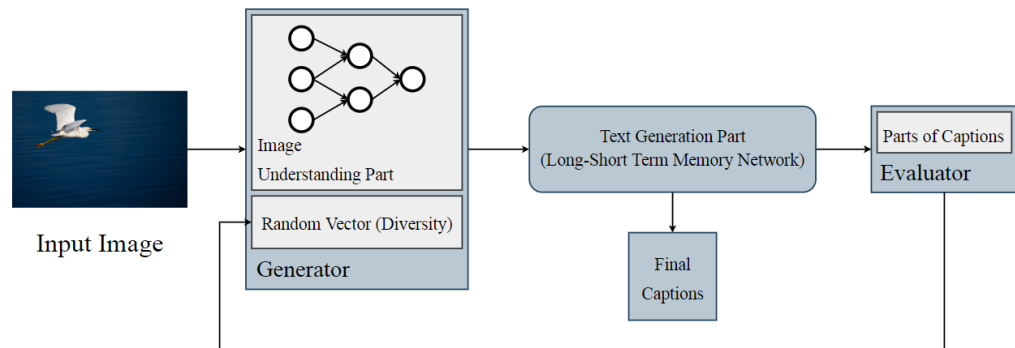 Input Image
Image
Understanding Part
Random Vector (Diversity)
Generator
Text Generation Part
(Long-Short Term Memory Network)
Final
Captions
Parts of Captions
Evaluator